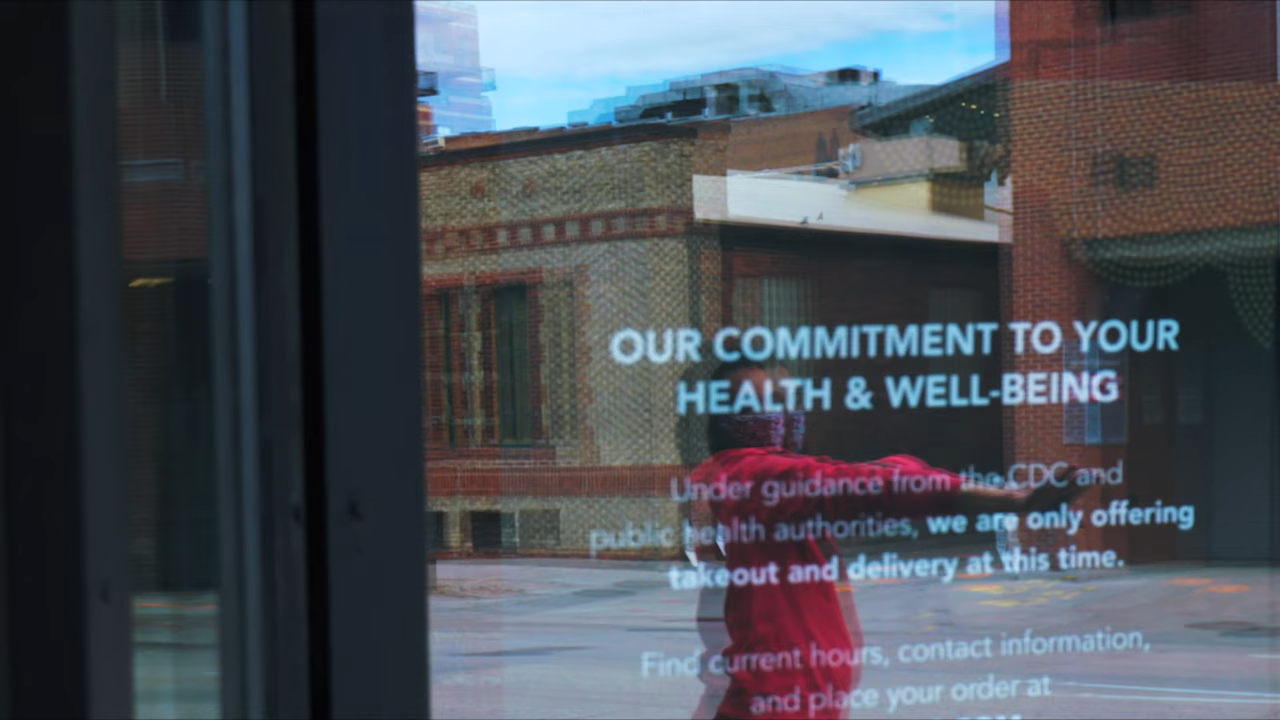 OUR COMMITMENT TO YOUR
HEALTH & WELL-BEING
Under guidance from the CDC and
public health authorities, we are only offering
takeout and delivery at this time.
Find current hours, contact information,
and place your order at